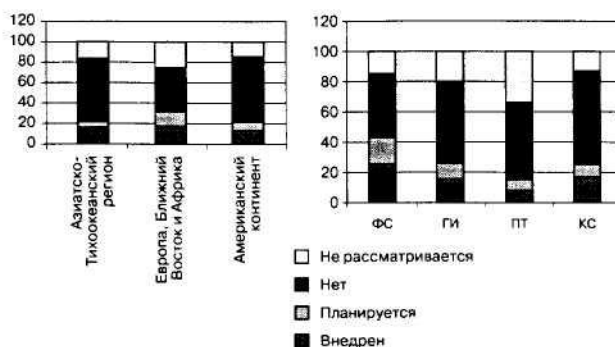 120
100
80
60
40
20
0
Азиатско-
Тихоокеанский
регион
Европа, Ближний
Восток и Африка
Американский
континент
120
100
80
60
40
20
0
ФС
ГИ
ПТ
КС
Не рассматривается
Нет
Планируется
Внедрен